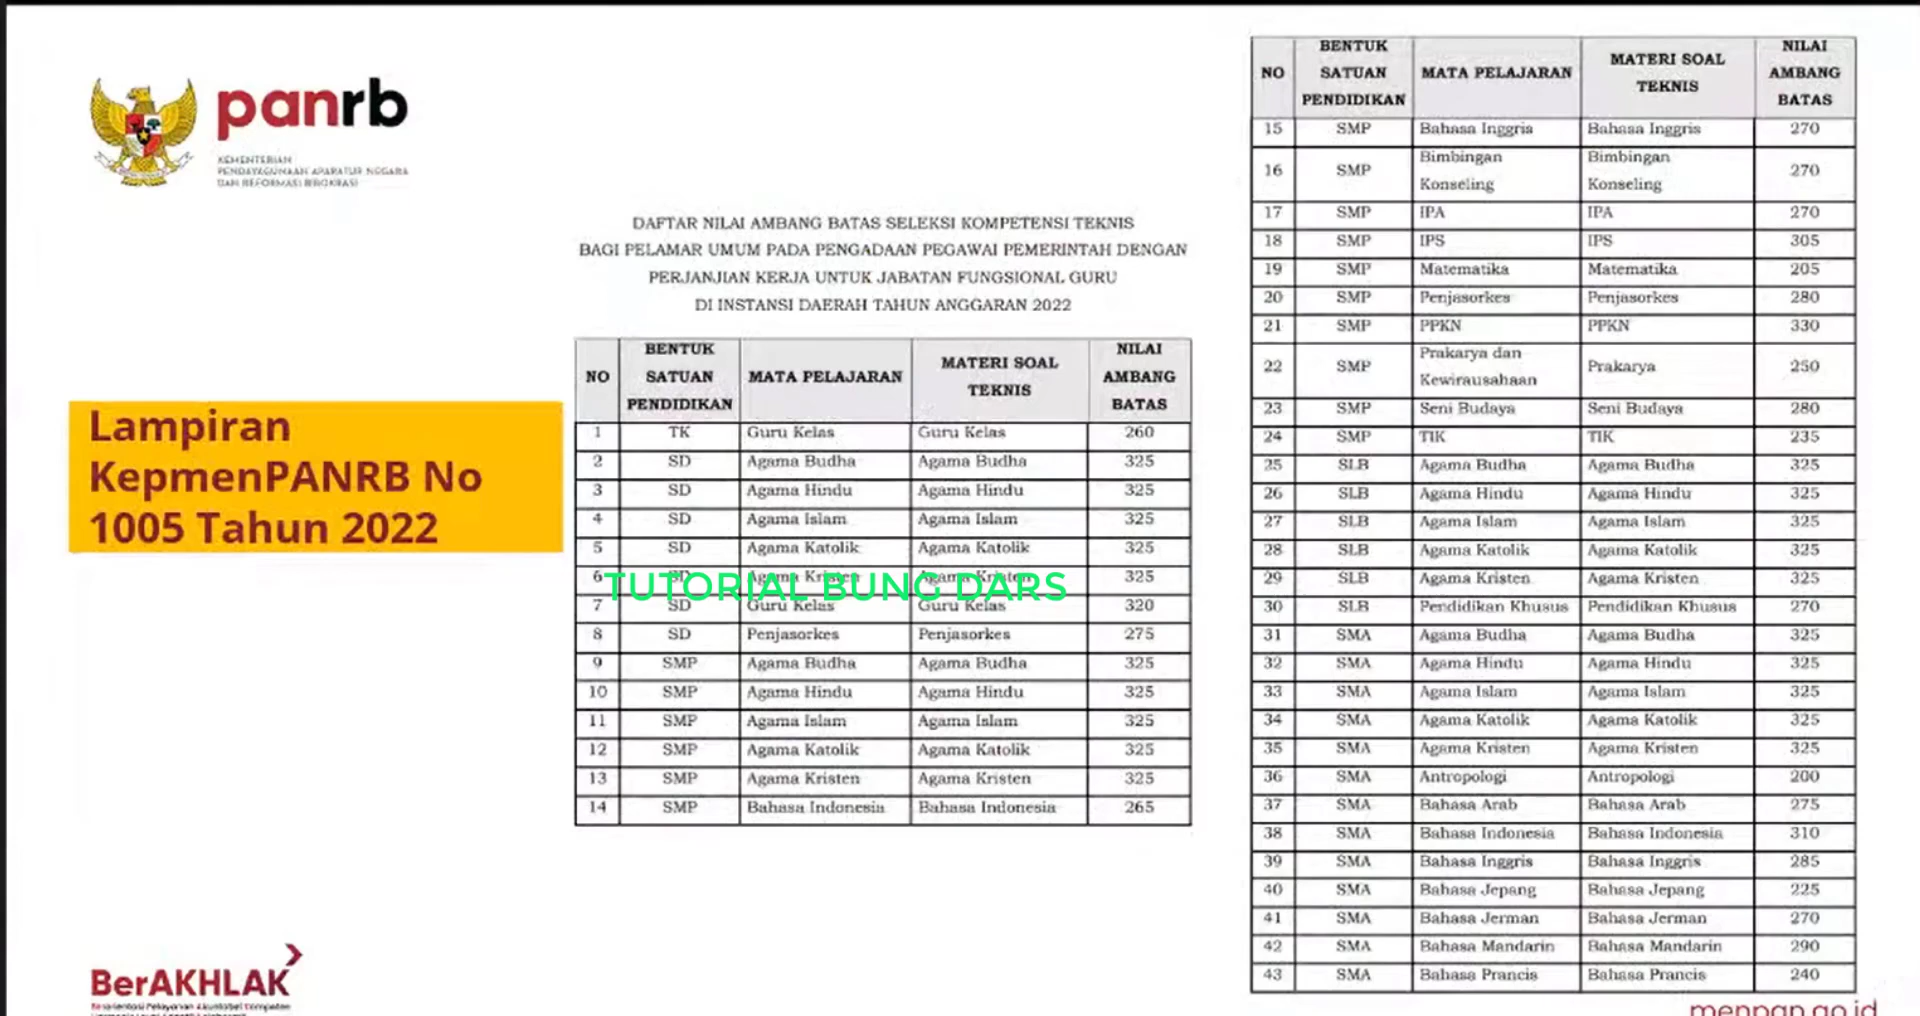 panrb
KEMENTERIAN
PENDAYAGUNAAN APARATUR NEGARA
DAN REFORMASI BIROKRASI
Lampiran
KepmenPANRB No
1005 Tahun 2022
DAFTAR NILAI AMBANG BATAS SELEKSI KOMPETENSI TEKNIS
BAGI PELAMAR UMUM PADA PENGADAAN PEGAWAI PEMERINTAH DENGAN
PERJANJIAN KERJA UNTUK JABATAN FUNGSIONAL GURU
DI INSTANSI DAERAH TAHUN ANGGARAN 2022
NO BENTUK SATUAN PENDIDIKAN MATA PELAJARAN MATERI SOAL TEKNIS NILAI AMBANG BATAS
1 TK Guru Kelas Guru Kelas 260
2 SD Agama Budha Agama Budha 325
3 SD Agama Hindu Agama Hindu 325
4 SD Agama Islam Agama Islam 325
5 SD Agama Katolik Agama Katolik 325
6 SD Agama Kristen Agama Kristen 325
TUTORIAL BUNG DARS
7 SD Guru Kelas Guru Kelas 320
8 SD Penjasorkes Penjasorkes 275
9 SMP Agama Budha Agama Budha 325
10 SMP Agama Hindu Agama Hindu 325
11 SMP Agama Islam Agama Islam 325
12 SMP Agama Katolik Agama Katolik 325
13 SMP Agama Kristen Agama Kristen 325
14 SMP Bahasa Indonesia Bahasa Indonesia 265
NO BENTUK SATUAN PENDIDIKAN MATA PELAJARAN MATERI SOAL TEKNIS NILAI AMBANG BATAS
15 SMP Bahasa Inggris Bahasa Inggris 270
16 SMP Bimbingan Konseling Bimbingan Konseling 270
17 SMP IPA IPA 270
18 SMP IPS IPS 305
19 SMP Matematika Matematika 205
20 SMP Penjasorkes Penjasorkes 280
21 SMP PPKN PPKN 330
22 SMP Prakarya dan Kewirausahaan Prakarya 250
23 SMP Seni Budaya Seni Budaya 280
24 SMP TIK TIK 235
25 SLB Agama Budha Agama Budha 325
26 SLB Agama Hindu Agama Hindu 325
27 SLB Agama Islam Agama Islam 325
28 SLB Agama Katolik Agama Katolik 325
29 SLB Agama Kristen Agama Kristen 325
30 SLB Pendidikan Khusus Pendidikan Khusus 270
31 SMA Agama Budha Agama Budha 325
32 SMA Agama Hindu Agama Hindu 325
33 SMA Agama Islam Agama Islam 325
34 SMA Agama Katolik Agama Katolik 325
35 SMA Agama Kristen Agama Kristen 325
36 SMA Antropologi Antropologi 200
37 SMA Bahasa Arab Bahasa Arab 275
38 SMA Bahasa Indonesia Bahasa Indonesia 310
39 SMA Bahasa Inggris Bahasa Inggris 285
40 SMA Bahasa Jepang Bahasa Jepang 225
41 SMA Bahasa Jerman Bahasa Jerman 270
42 SMA Bahasa Mandarin Bahasa Mandarin 290
43 SMA Bahasa Prancis Bahasa Prancis 240
BerAKHLAK
Berorientasi Pelayanan Akuntabel Kompeten
menpan.go.id